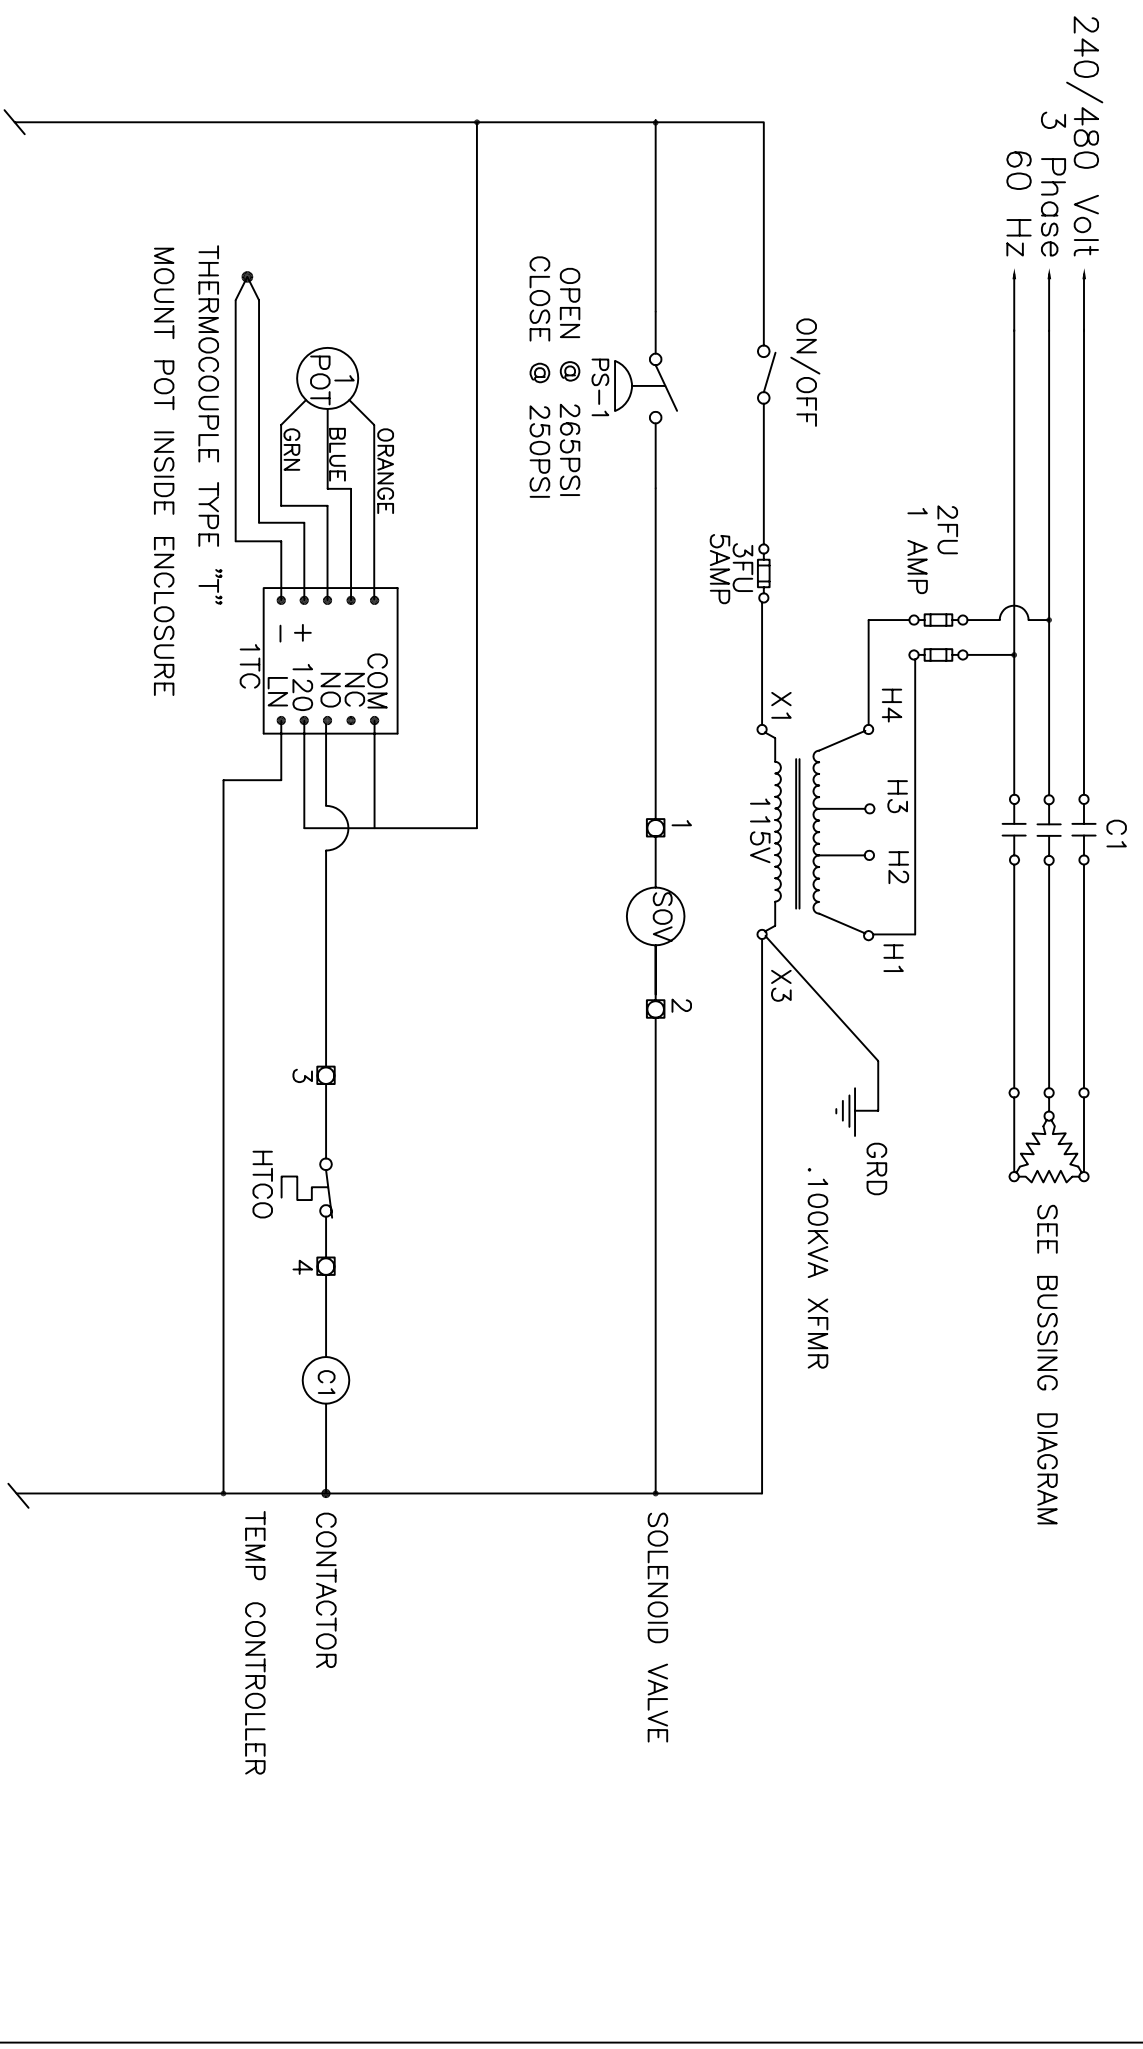 240/480 Volt
3 Phase
60 Hz
C1
SEE BUSSING DIAGRAM
2FU
1 AMP
H4
H3
H2
H1
GRD
.100KVA XFMR
ON/OFF
3FU
5AMP
X1
115V
X3
PS-1
OPEN @ 265PSI
CLOSE @ 250PSI
1
SOV
2
SOLENOID VALVE
1
POT
ORANGE
BLUE
GRN
COM
NC
NO
+ 120
- LN
1TC
3
HTCO
4
C1
CONTACTOR
TEMP CONTROLLER
THERMOCOUPLE TYPE "T"
MOUNT POT INSIDE ENCLOSURE